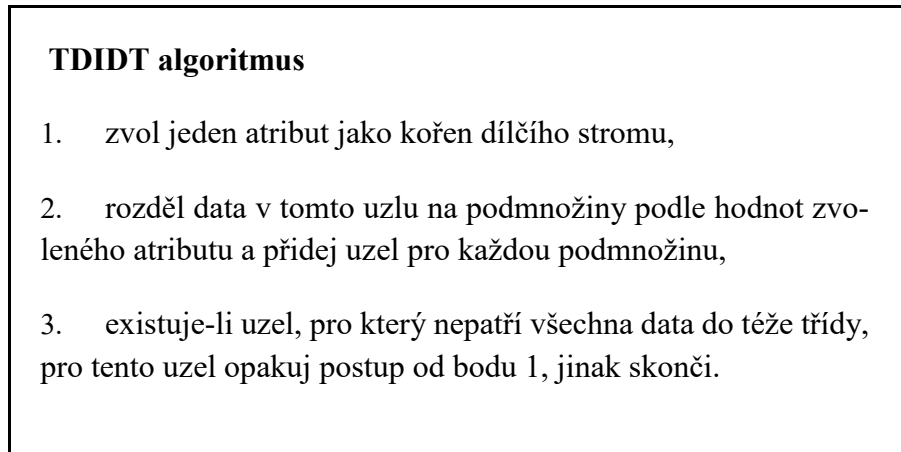 TDIDT algoritmus
1. zvol jeden atribut jako kořen dílčího stromu,
2. rozděl data v tomto uzlu na podmnožiny podle hodnot zvo-
leného atributu a přidej uzel pro každou podmnožinu,
3. existuje-li uzel, pro který nepatří všechna data do téže třídy,
pro tento uzel opakuj postup od bodu 1, jinak skonči.